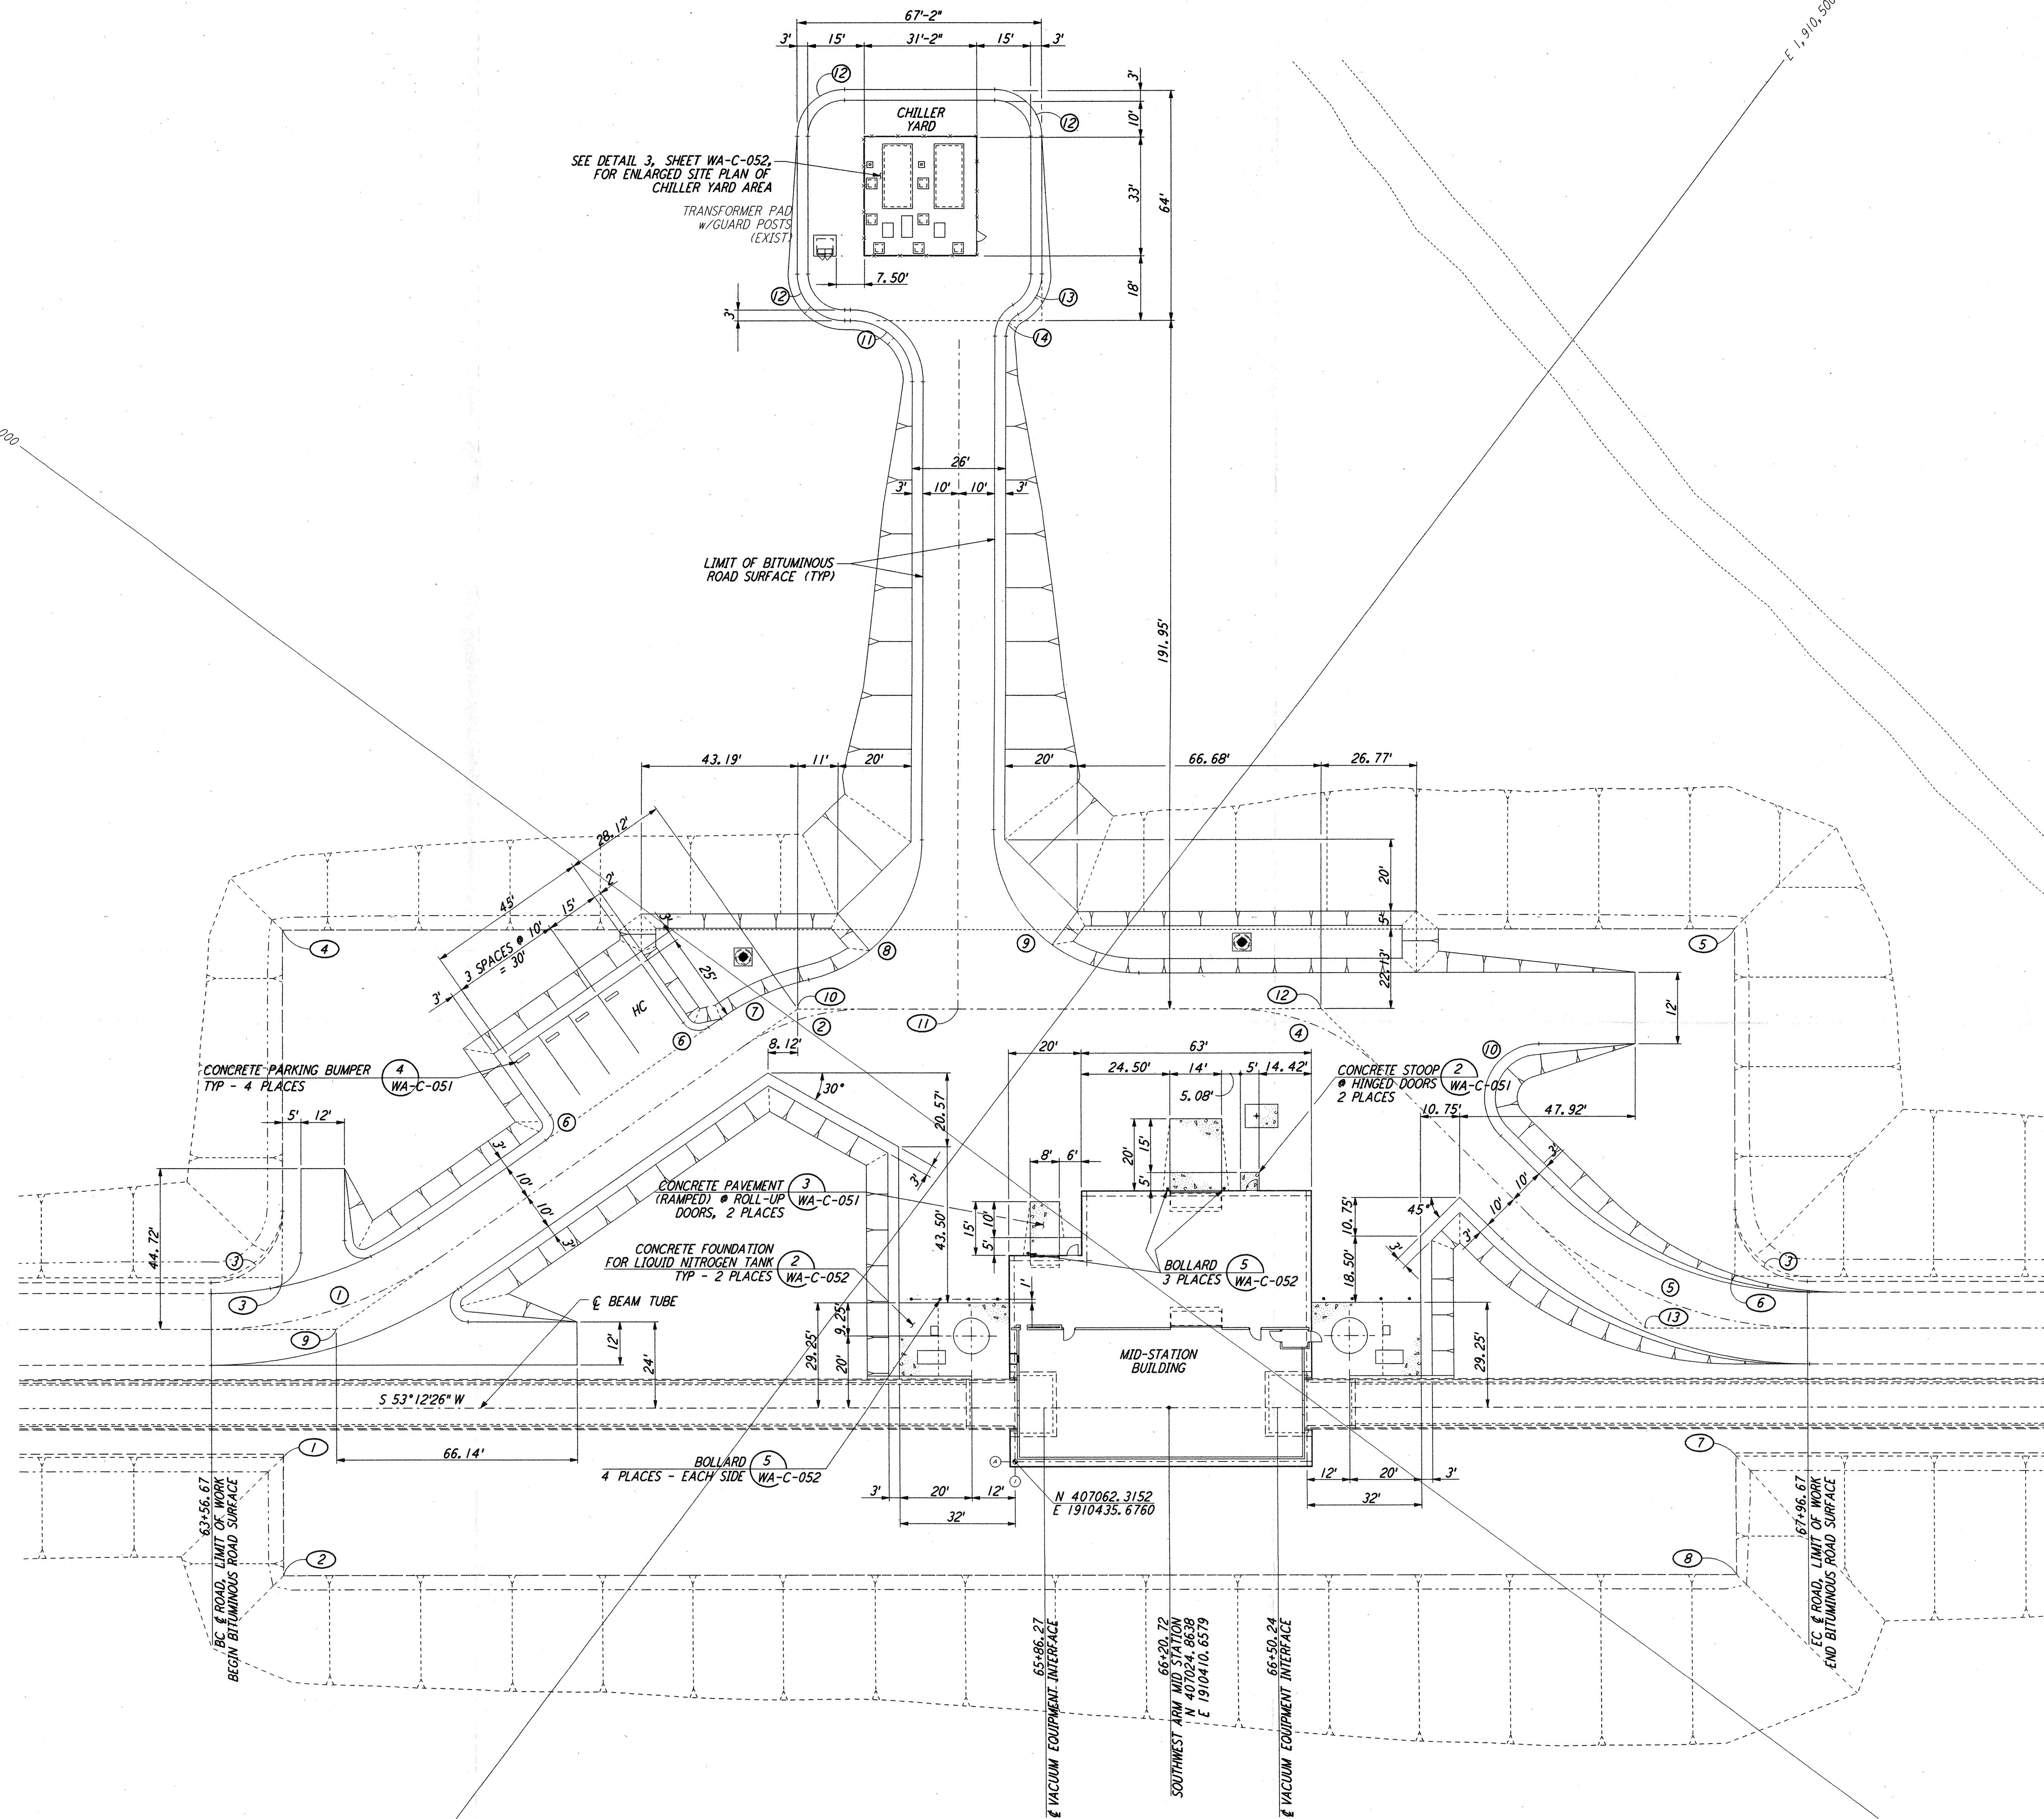 67'-2"
3' 15' 31'-2" 15' 3'
E 1,910,500
12
3'
CHILLER
YARD
12
10'
SEE DETAIL 3, SHEET WA-C-052,
FOR ENLARGED SITE PLAN OF
CHILLER YARD AREA
33'
64'
TRANSFORMER PAD
w/GUARD POSTS
(EXIST)
7.50'
18'
12
13
3'
11
14
000
26'
3' 10' 10' 3'
LIMIT OF BITUMINOUS
ROAD SURFACE (TYP)
191.95'
43.19' 11' 20' 20' 66.68' 26.77'
28.12'
2'
45'
15'
3 SPACES @ 10'
= 30'
3'
3'
25'
HC
20'
5'
22.13'
4
8
9
5
7
10
6
2
11
12
4
12'
10
8.12'
20' 63'
24.50' 14' 5' 14.42'
5.08'
CONCRETE PARKING BUMPER
TYP - 4 PLACES
4
WA-C-051
CONCRETE STOOP
@ HINGED DOORS
2 PLACES
2
WA-C-051
30°
20.57'
10.75' 47.92'
5' 12'
6
3'
10'
10'
3'
20'
15'
5'
8' 6'
3'
CONCRETE PAVEMENT
(RAMPED) @ ROLL-UP
DOORS, 2 PLACES
3
WA-C-051
15'
10'
5'
43.50'
44.72'
3
3
1
9
CONCRETE FOUNDATION
FOR LIQUID NITROGEN TANK
TYP - 2 PLACES
2
WA-C-052
1'
BOLLARD
3 PLACES
5
WA-C-052
45°
10.75'
18.50'
3'
3'
10'
10'
3'
3
5
6
13
℄ BEAM TUBE
12'
24'
29.25'
9.25'
20'
MID-STATION
BUILDING
29.25'
S 53°12'26" W
66.14'
1
7
BOLLARD
4 PLACES - EACH SIDE
5
WA-C-052
A
1
3' 20' 12'
32'
N 407062.3152
E 1910435.6760
12' 20' 3'
32'
2
8
63+56.67
BC ℄ ROAD, LIMIT OF WORK
BEGIN BITUMINOUS ROAD SURFACE
65+86.27
℄ VACUUM EQUIPMENT INTERFACE
66+20.72
SOUTHWEST ARM MID STATION
N 407024.8638
E 1910410.6579
66+50.24
℄ VACUUM EQUIPMENT INTERFACE
67+96.67
EC ℄ ROAD, LIMIT OF WORK
END BITUMINOUS ROAD SURFACE